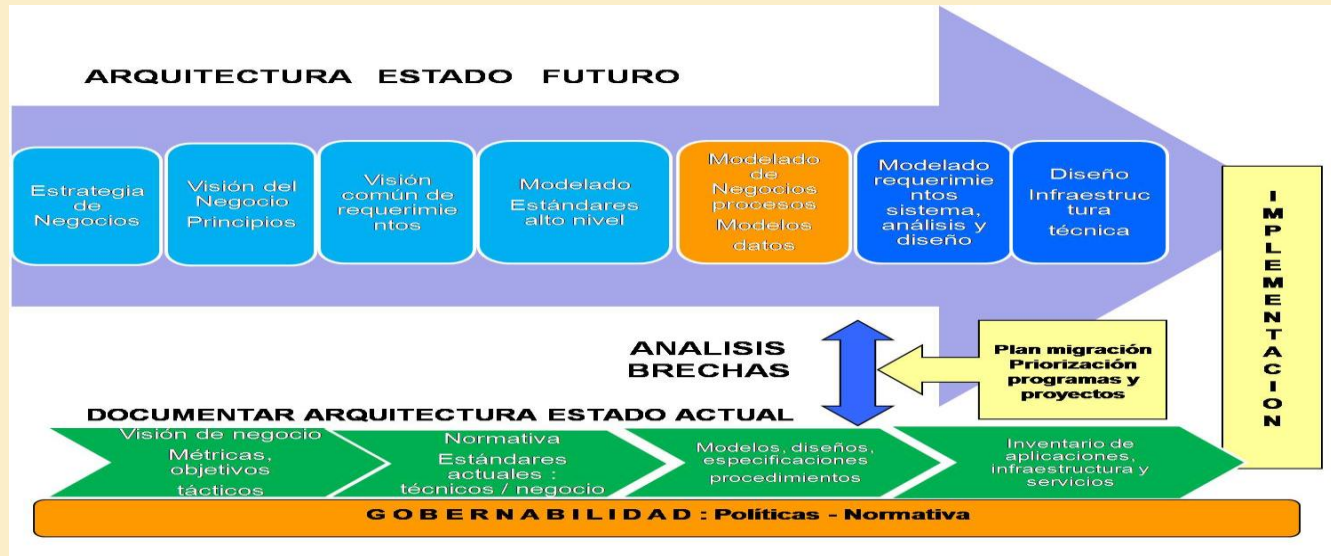 ARQUITECTURA ESTADO FUTURO
Estrategia
de
Negocios
Visión del
Negocio
Principios
Visión
común de
requerimie
ntos
Modelado
Estándares
alto nivel
Modelado
de
Negocios
procesos
Modelos
datos
Modelado
requerimie
ntos
sistema,
análisis y
diseño
Diseño
Infraestruc
tura
técnica
IMPLEMENTACION
ANALISIS
BRECHAS
Plan migración
Priorización
programas y
proyectos
DOCUMENTAR ARQUITECTURA ESTADO ACTUAL
Visión de negocio
Métricas,
objetivos
tácticos
Normativa
Estándares
actuales :
técnicos / negocio
Modelos, diseños,
especificaciones
procedimientos
Inventario de
aplicaciones,
infraestructura y
servicios
GOBERNABILIDAD : Políticas - Normativa